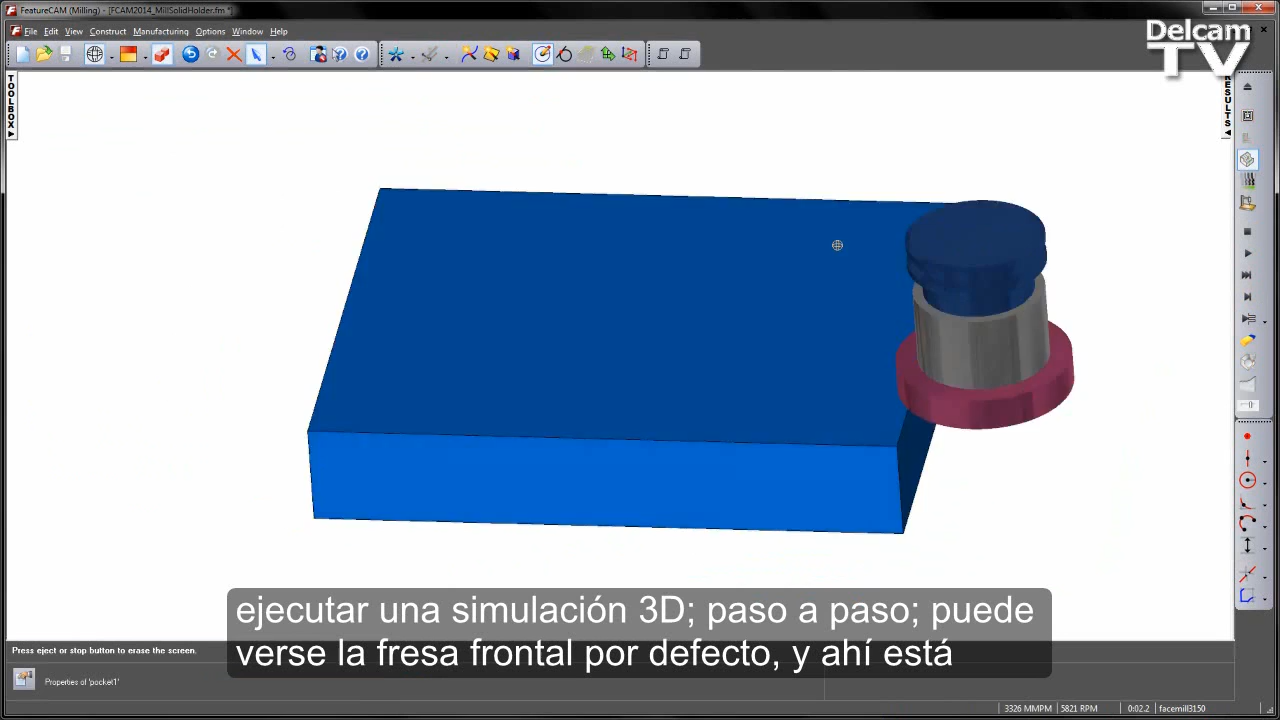 FeatureCAM (Milling) - [FCAM2014_MillSolidHolder.fm *]
File Edit View Construct Manufacturing Options Window Help
Delcam
TV
TOOLBOX
RESULTS
ejecutar una simulación 3D; paso a paso; puede
verse la fresa frontal por defecto, y ahí está
Press eject or stop button to erase the screen.
Properties of 'pocket1'
3326 MMPM 5821 RPM 0:02.2 facemill3150